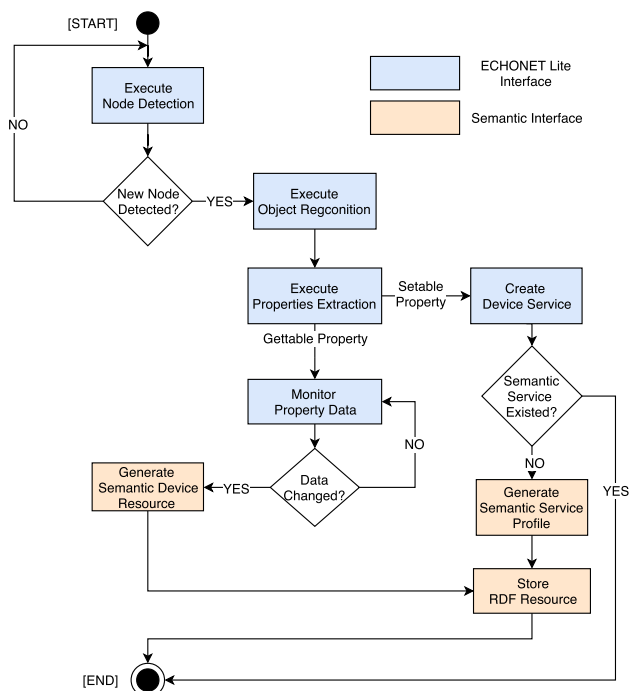 [START]
ECHONET Lite
Interface
Execute
Node Detection
Semantic Interface
NO
New Node
Detected?
YES
Execute
Object Regconition
Execute
Properties Extraction
Setable
Property
Create
Device Service
Gettable Property
Semantic
Service
Existed?
Monitor
Property Data
NO
NO
Generate
Semantic Device
Resource
YES
Data
Changed?
Generate
Semantic Service
Profile
YES
Store
RDF Resource
[END]